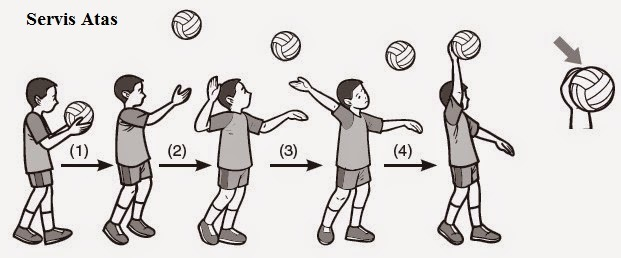 Servis Atas
(1) (2) (3) (4)